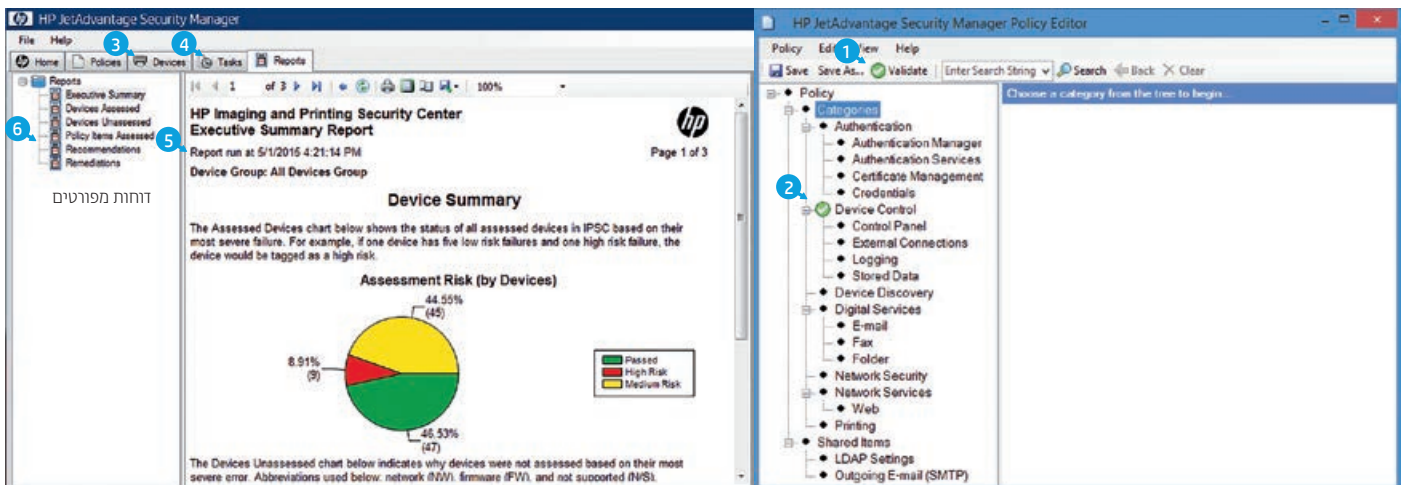 HP JetAdvantage Security Manager
File Help
3
4
Home Policies Devices Tasks Reports
Reports
Executive Summary
Devices Assessed
Devices Unassessed
Policy Items Assessed
Recommendations
Remediations
6
דוחות מפורטים
1 of 3 100%
HP Imaging and Printing Security Center
Executive Summary Report
hp
5
Report run at 5/1/2015 4:21:14 PM
Page 1 of 3
Device Group: All Devices Group
Device Summary
The Assessed Devices chart below shows the status of all assessed devices in IPSC based on their
most severe failure. For example, if one device has five low risk failures and one high risk failure, the
device would be tagged as a high risk.
Assessment Risk (by Devices)
44.55%
(45)
8.91%
(9)
46.53%
(47)
Passed
High Risk
Medium Risk
The Devices Unassessed chart below indicates why devices were not assessed based on their most
severe error. Abbreviations used below: network (NW), firmware (FW), and not supported (N/S).
HP JetAdvantage Security Manager Policy Editor
Policy Edit View Help
1
Save Save As... Validate Enter Search String Search Back Clear
Policy
Categories
Authentication
Authentication Manager
Authentication Services
Certificate Management
Credentials
2
Device Control
Control Panel
External Connections
Logging
Stored Data
Device Discovery
Digital Services
E-mail
Fax
Folder
Network Security
Network Services
Web
Printing
Shared Items
LDAP Settings
Outgoing E-mail (SMTP)
Choose a category from the tree to begin...